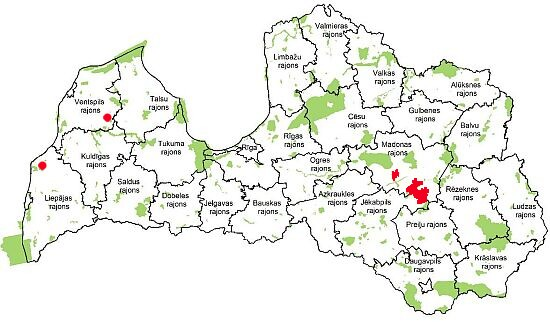 Valmieras
rajons
Limbažu
rajons
Valkas
rajons
Alūksnes
rajons
Ventspils
rajons
Talsu
rajons
Gulbenes
rajons
Cēsu
rajons
Balvu
rajons
Rīgas
rajons
Madonas
rajons
Tukuma
rajons
Rīga
Kuldīgas
rajons
Ogres
rajons
Saldus
rajons
Rēzeknes
rajons
Liepājas
rajons
Dobeles
rajons
Jelgavas
rajons
Bauskas
rajons
Aizkraukles
rajons
Jēkabpils
rajons
Ludzas
rajons
Preiļu rajons
Daugavpils
rajons
Krāslavas
rajons